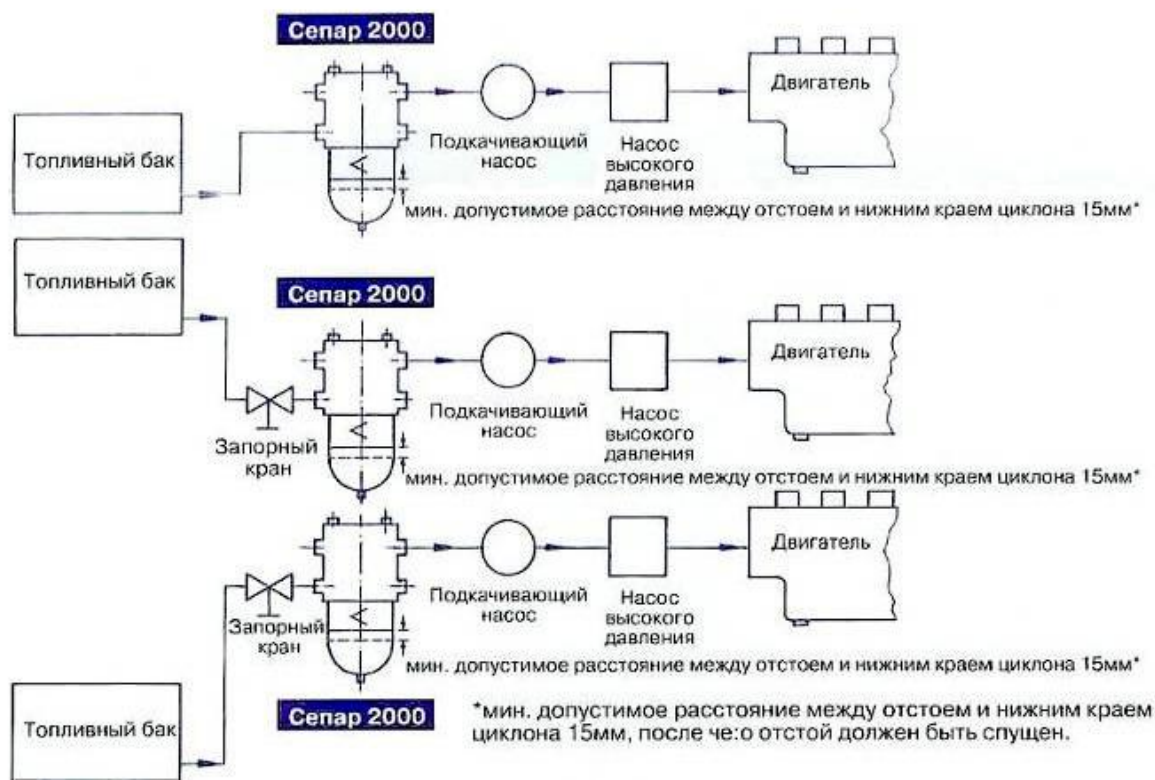 Сепар 2000
Двигатель
Топливный бак
Подкачивающий
насос
Насос
высокого
давления
мин. допустимое расстояние между отстоем и нижним краем циклона 15мм*
Топливный бак
Сепар 2000
Двигатель
Запорный
кран
Подкачивающий
насос
Насос
высокого
давления
мин. допустимое расстояние между отстоем и нижним краем циклона 15мм*
Двигатель
Запорный
кран
Подкачивающий
насос
Насос
высокого
давления
мин. допустимое расстояние между отстоем и нижним краем циклона 15мм*
Топливный бак
Сепар 2000
*мин. допустимое расстояние между отстоем и нижним краем
циклона 15мм, после че:о отстой должен быть спущен.